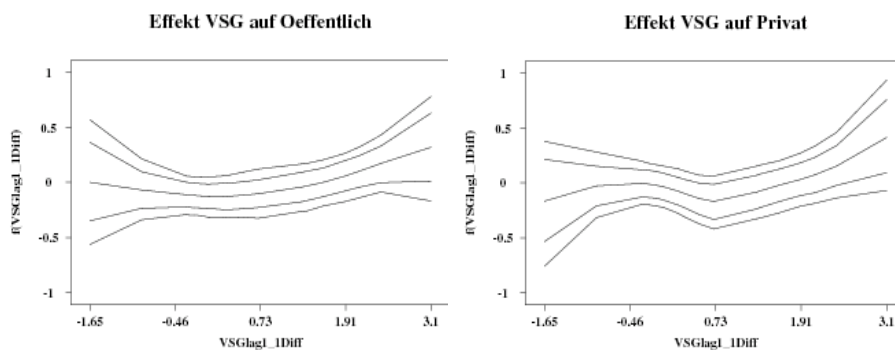 Effekt VSG auf Oeffentlich
f(VSGlag1_1Diff)
1
0.5
0
-0.5
-1
-1.65 -0.46 0.73 1.91 3.1
VSGlag1_1Diff
Effekt VSG auf Privat
f(VSGlag1_1Diff)
1
0.5
0
-0.5
-1
-1.65 -0.46 0.73 1.91 3.1
VSGlag1_1Diff